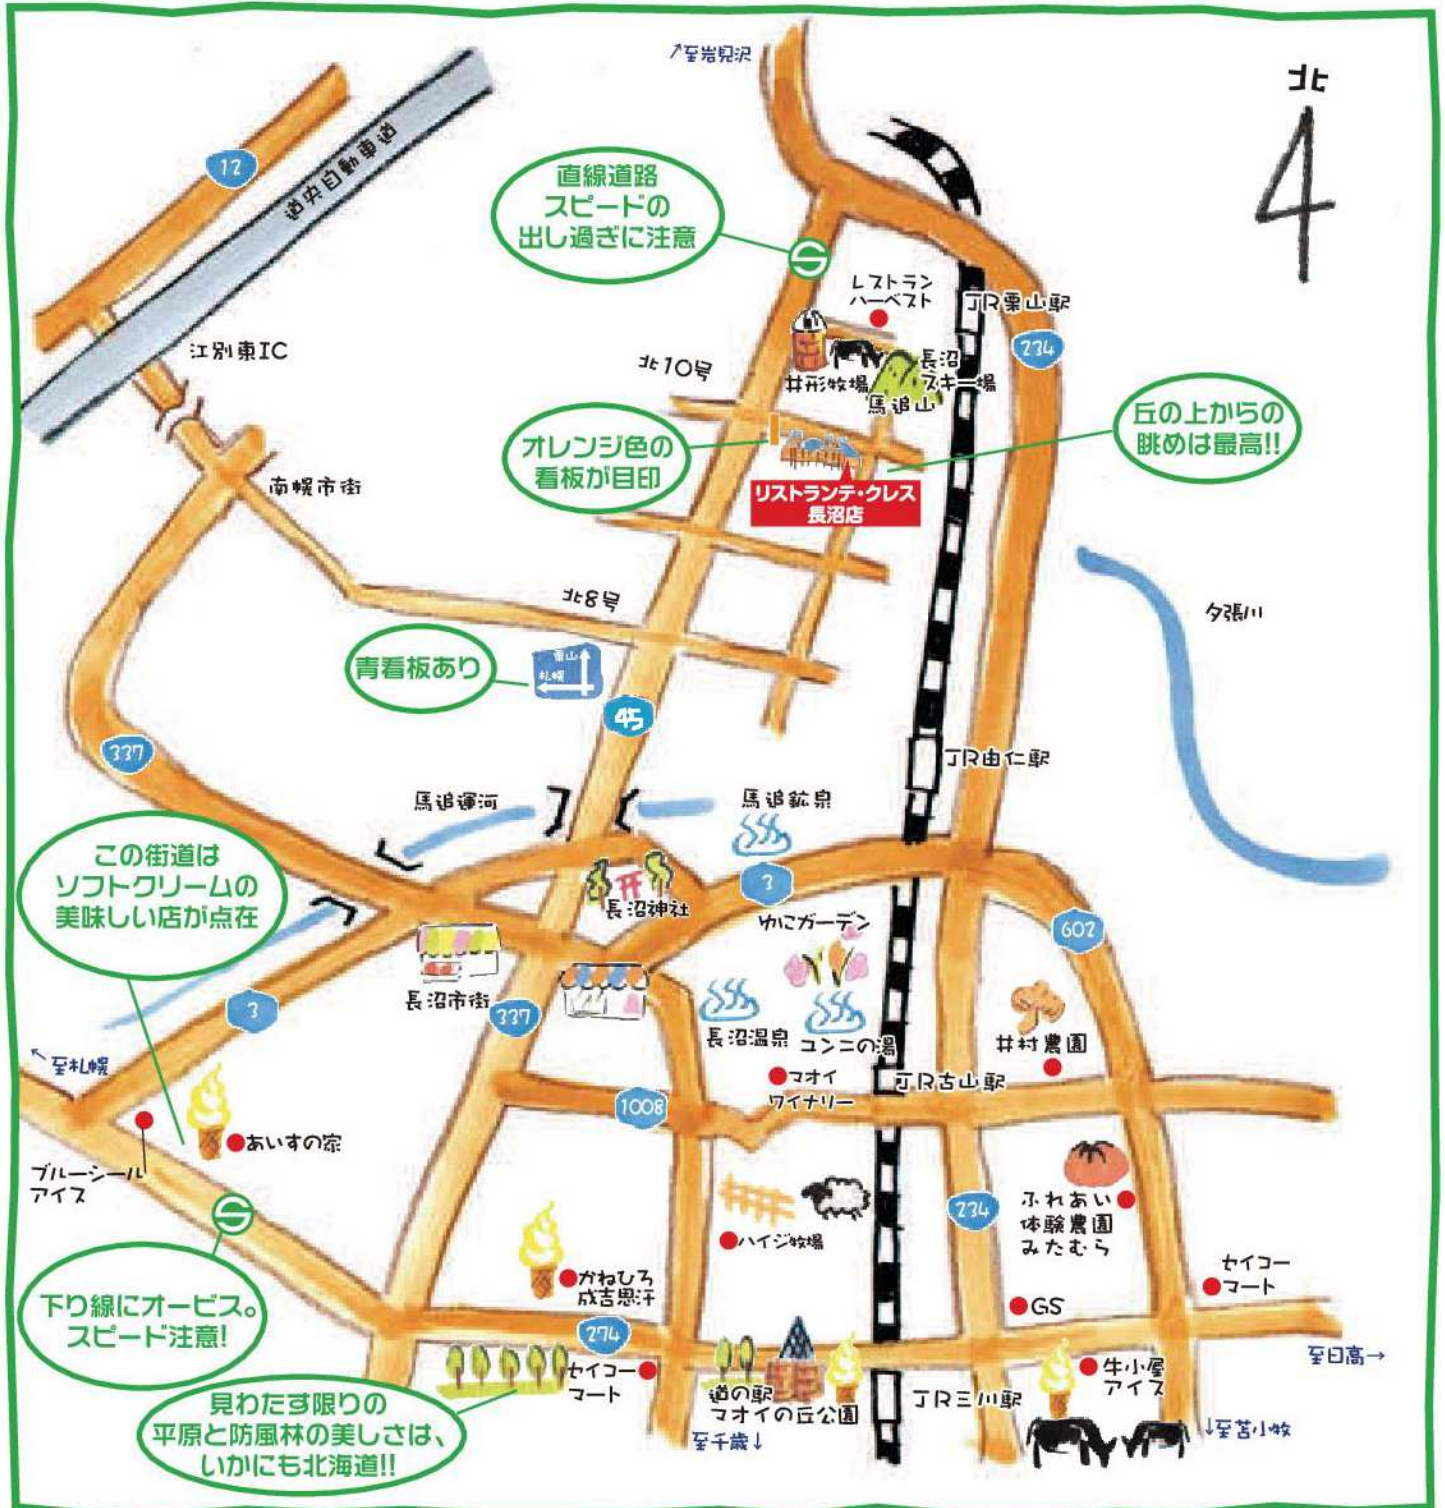 ↗至岩見沢
北
12
道央自動車道
直線道路
スピードの
出し過ぎに注意
レストラン
ハーベスト
JR栗山駅
江別東IC
234
北10号
井形牧場
長沼
スキー場
馬追山
丘の上からの
眺めは最高!!
オレンジ色の
看板が目印
リストランテ・クレス
長沼店
南幌市街
北8号
夕張川
青看板あり
栗山
札幌
45
337
JR由仁駅
馬追運河
馬追鉱泉
この街道は
ソフトクリームの
美味しい店が点在
3
長沼神社
ゆにガーデン
602
長沼市街
3
337
長沼温泉
ユンニの湯
井村農園
↖至札幌
マオイ
ワイナリー
JR古山駅
1008
あいすの家
ブルーシール
アイス
ふれあい
体験農園
みたむら
234
ハイジ牧場
セイコー
マート
かねひろ
成吉思汗
GS
下り線にオービス。
スピード注意!
274
至日高→
セイコー
マート
道の駅
マオイの丘公園
JR三川駅
牛小屋
アイス
見わたす限りの
平原と防風林の美しさは、
いかにも北海道!!
至千歳↓
↓至苫小牧